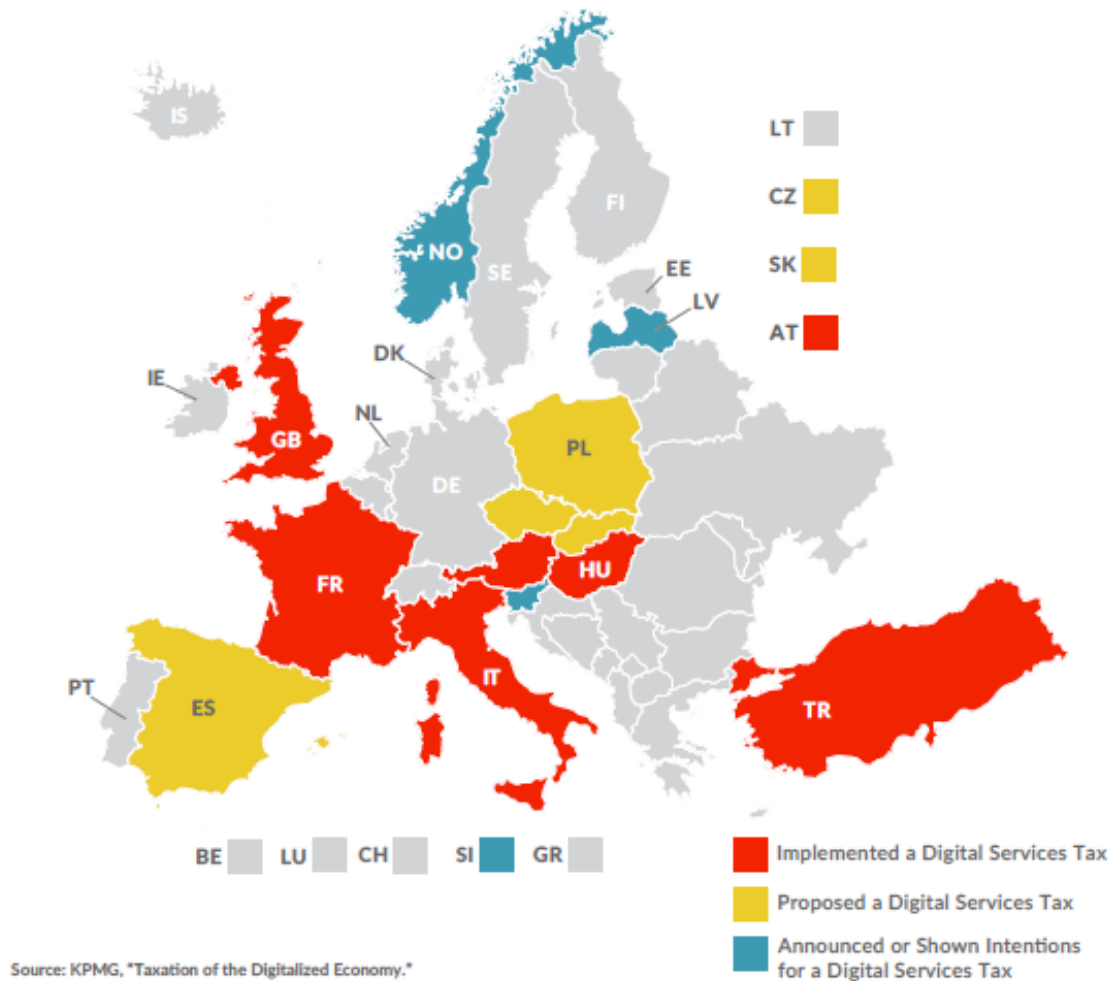 IS
LT
CZ
FI
SK
NO
SE
EE
LV
AT
DK
IE
NL
GB
PL
DE
FR
HU
PT
ES
IT
TR
BE
LU
CH
SI
GR
Implemented a Digital Services Tax
Proposed a Digital Services Tax
Announced or Shown Intentions
for a Digital Services Tax
Source: KPMG, "Taxation of the Digitalized Economy."